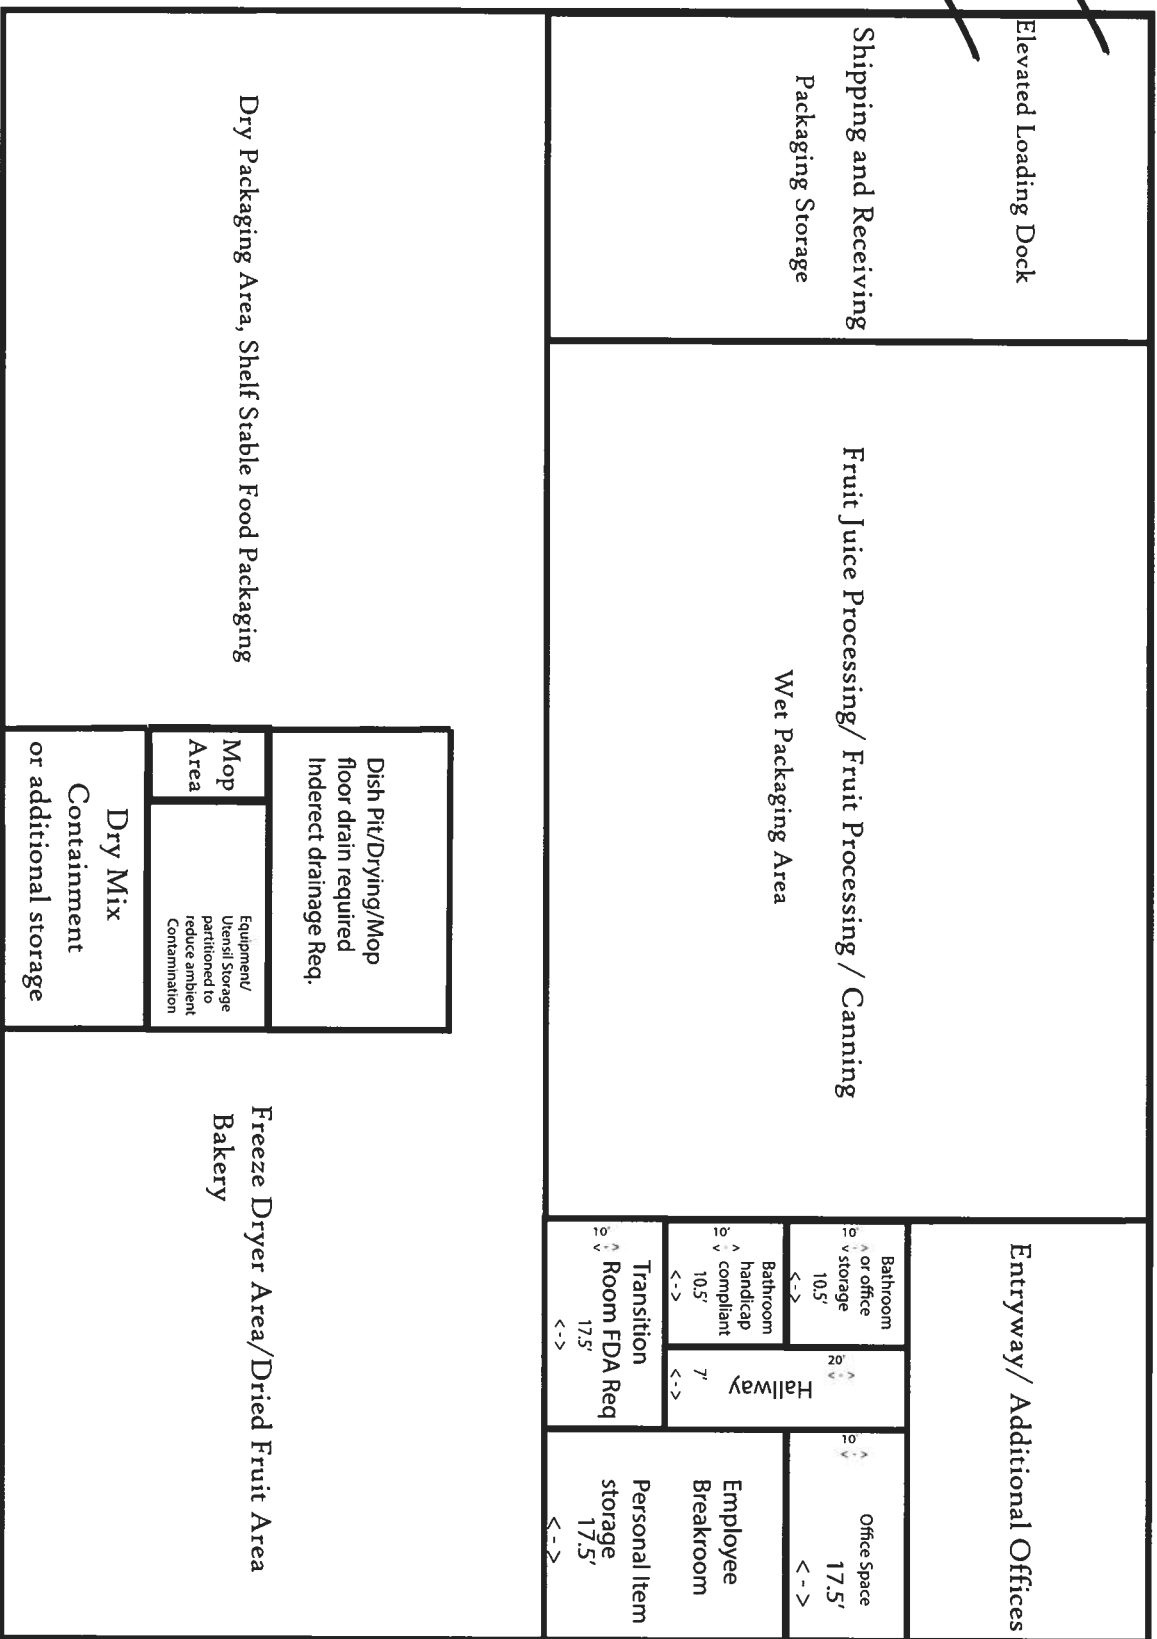 Elevated Loading Dock
Shipping and Receiving
Packaging Storage
Fruit Juice Processing/ Fruit Processing / Canning
Wet Packaging Area
Entryway/ Additional Offices
Bathroom
or office
storage
10'
< - >
10.5'
< - >
Bathroom
handicap
compliant
10'
< - >
10.5'
< - >
Hallway
20'
< - >
7'
< - >
Transition
Room FDA Req
10'
< - >
17.5'
< - >
Office Space
10'
< - >
17.5'
< - >
Employee
Breakroom
Personal Item
storage
17.5'
< - >
Dry Packaging Area, Shelf Stable Food Packaging
Dish Pit/Drying/Mop
floor drain required
Inderect drainage Req.
Mop
Area
Equipment/
Utensil Storage
partitioned to
reduce ambient
Contamination
Dry Mix
Containment
or additional storage
Freeze Dryer Area/Dried Fruit Area
Bakery